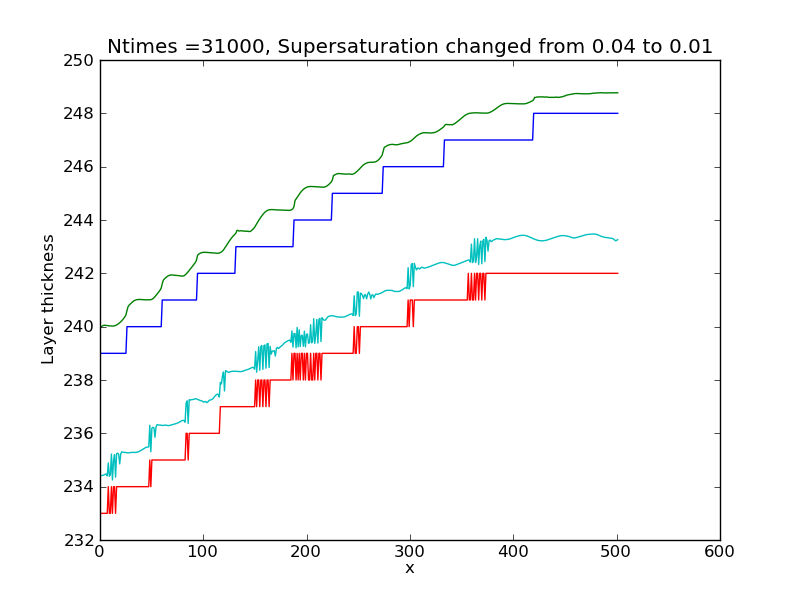 Ntimes =31000, Supersaturation changed from 0.04 to 0.01
250
248
246
244
242
240
238
236
234
232
Layer thickness
0 100 200 300 400 500 600
x